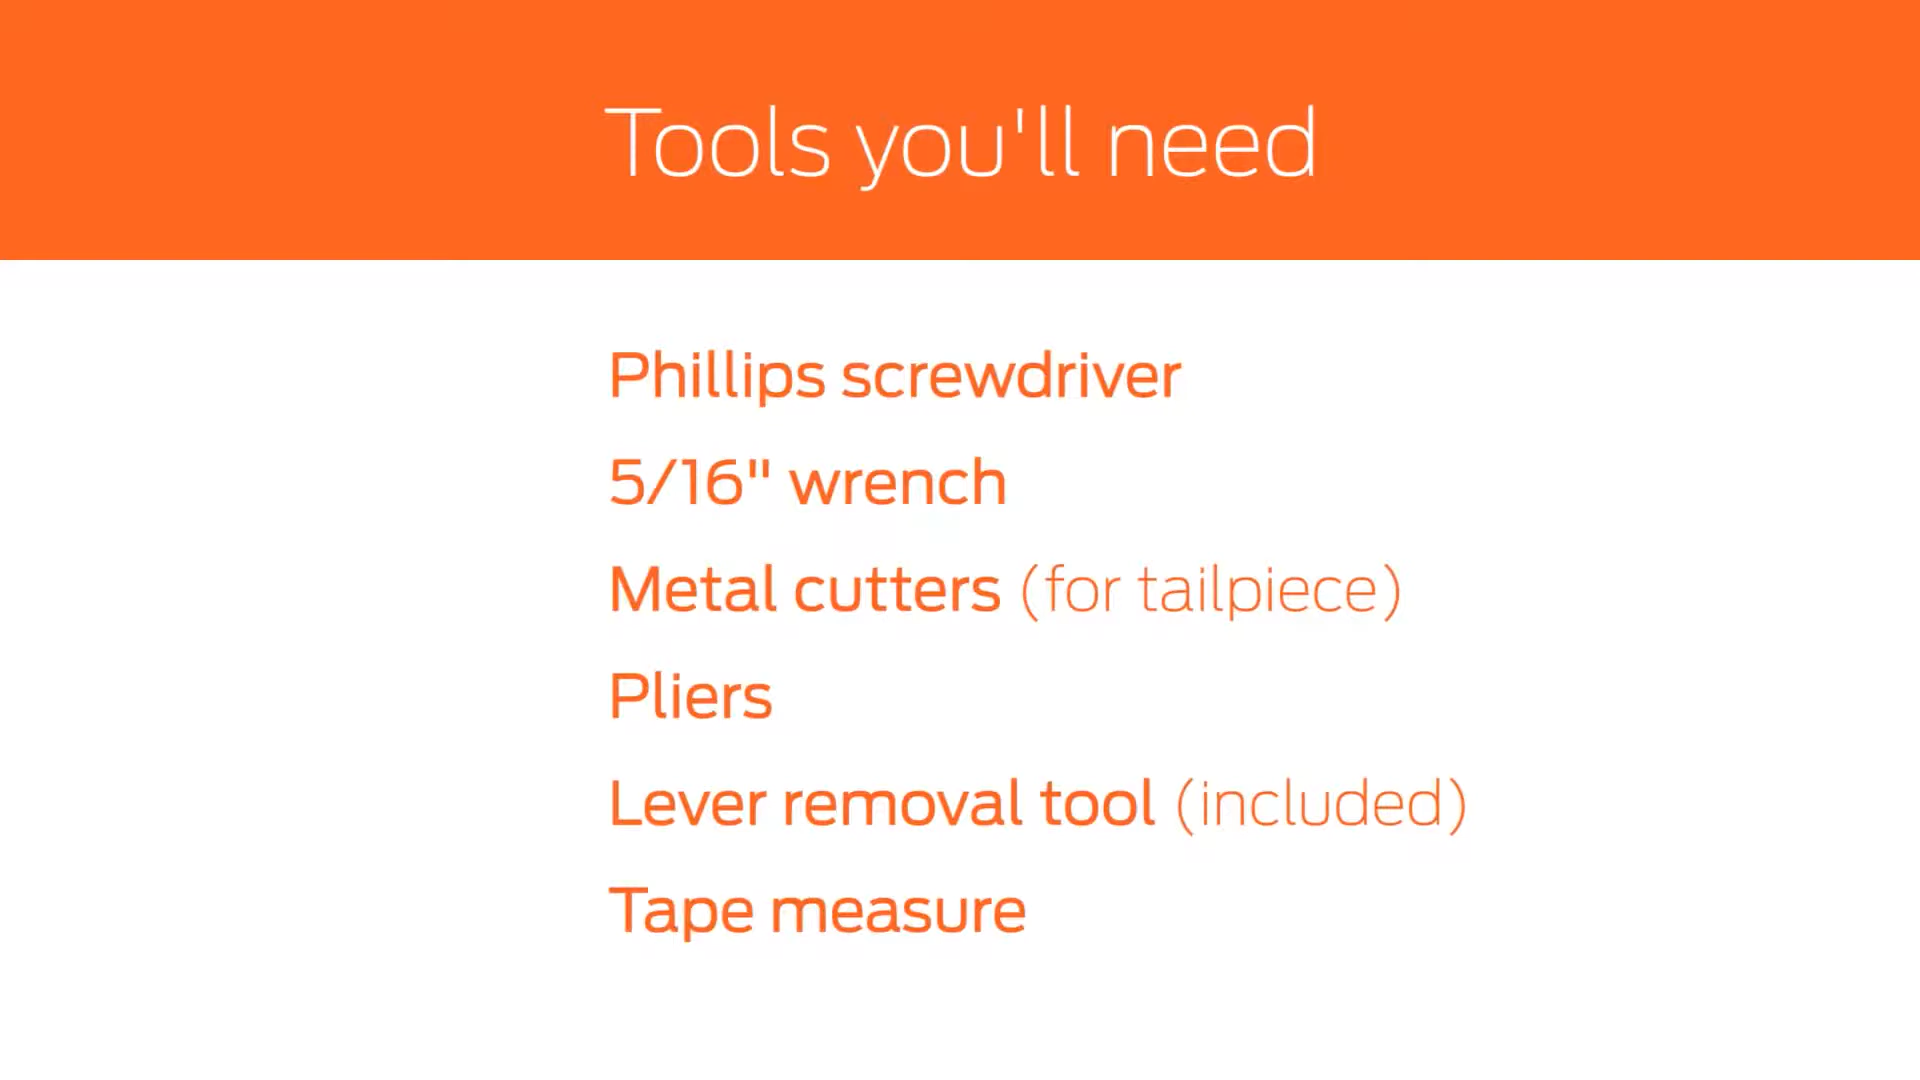 Tools you'll need
Phillips screwdriver
5/16" wrench
Metal cutters (for tailpiece)
Pliers
Lever removal tool (included)
Tape measure